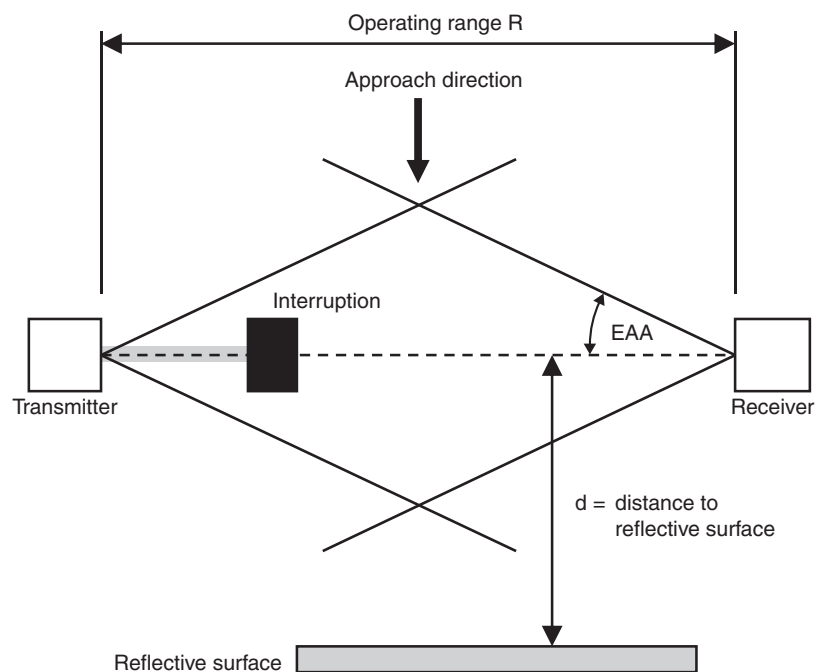 Operating range R
Approach direction
Interruption
EAA
Transmitter
Receiver
d = distance to
reflective surface
Reflective surface